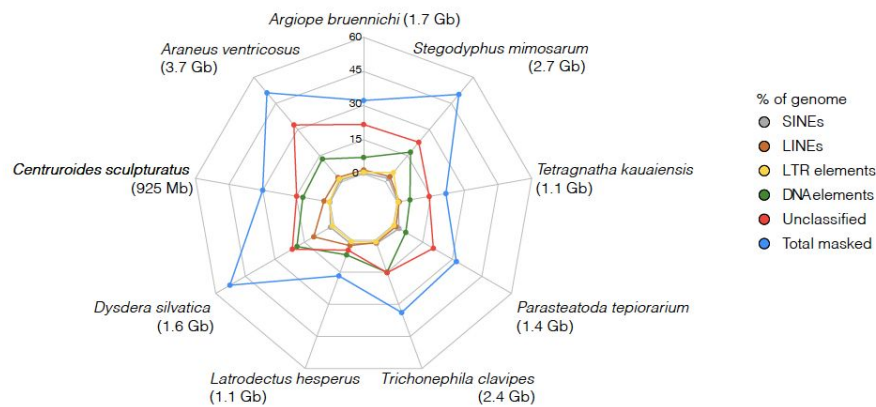 Argiope bruennichi (1.7 Gb)
Araneus ventricosus
(3.7 Gb)
Stegodyphus mimosarum
(2.7 Gb)
60
45
30
15
0
% of genome
SINEs
LINEs
LTR elements
DNAelements
Unclassified
Total masked
Centruroides sculpturatus
(925 Mb)
Tetragnatha kauaiensis
(1.1 Gb)
Dysdera silvatica
(1.6 Gb)
Parasteatoda tepiorarium
(1.4 Gb)
Latrodectus hesperus
(1.1 Gb)
Trichonephila clavipes
(2.4 Gb)